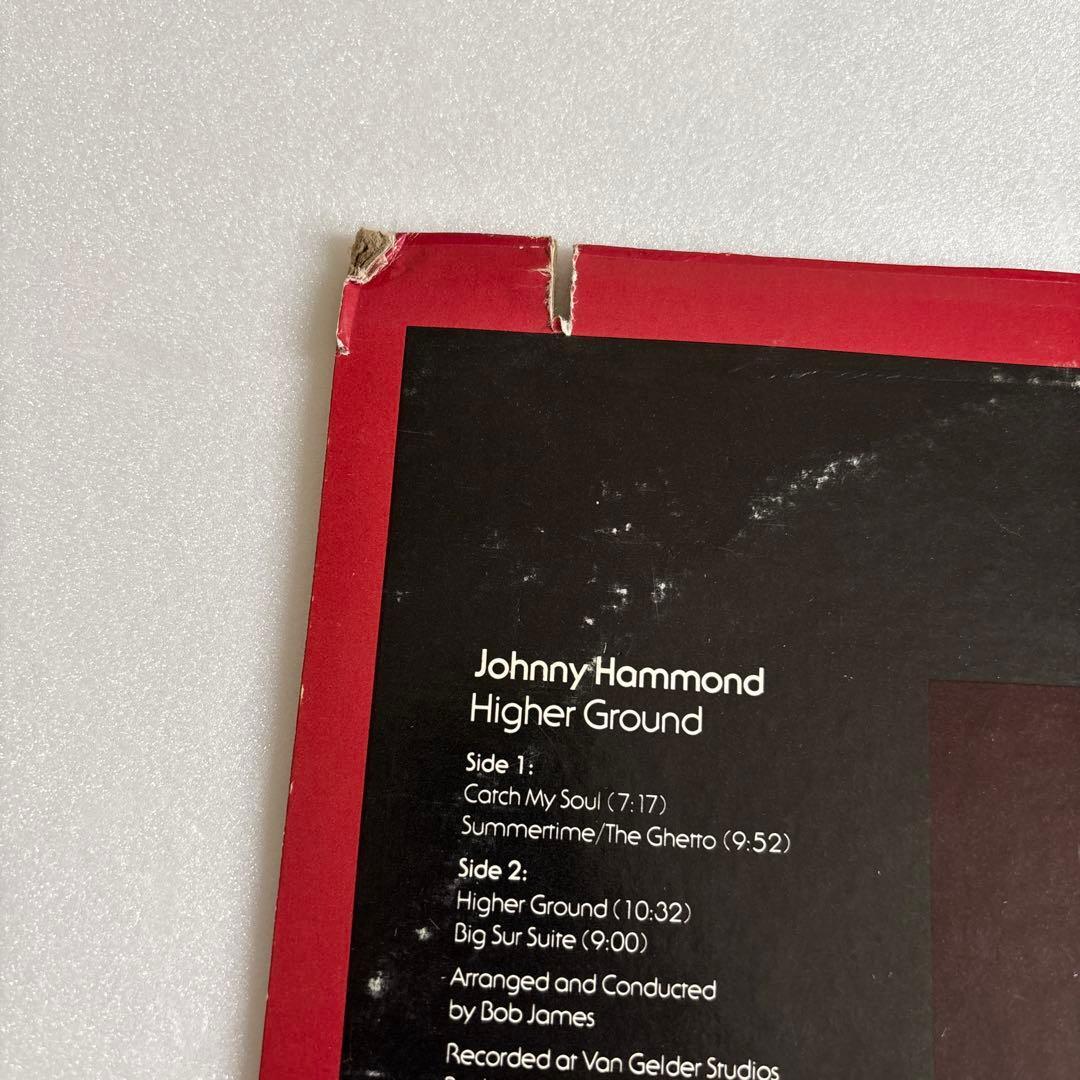 Johnny Hammond
Higher Ground
Side 1:
Catch My Soul (7:17)
Summertime/The Ghetto (9:52)
Side 2:
Higher Ground (10:32)
Big Sur Suite (9:00)
Arranged and Conducted
by Bob James
Recorded at Van Gelder Studios